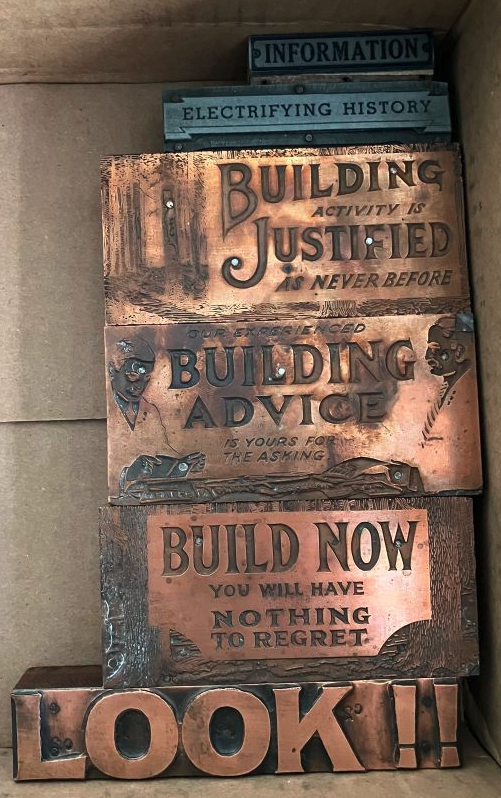 INFORMATION
ELECTRIFYING HISTORY
BUILDING
ACTIVITY IS
JUSTIFIED
AS NEVER BEFORE
OUR EXPERIENCED
BUILDING
ADVICE
IS YOURS FOR
THE ASKING
BUILD NOW
YOU WILL HAVE
NOTHING
TO REGRET
LOOK!!